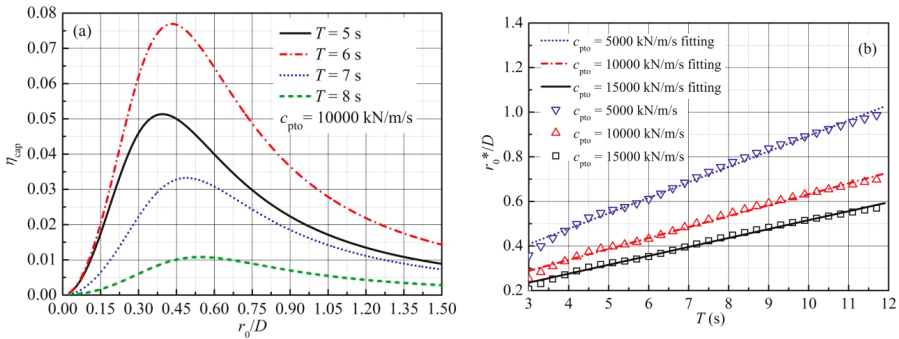 (a)
T = 5 s
T = 6 s
T = 7 s
T = 8 s
c_pto = 10000 kN/m/s
0.08
0.07
0.06
0.05
0.04
0.03
0.02
0.01
0.00
η_cap
0.00 0.15 0.30 0.45 0.60 0.75 0.90 1.05 1.20 1.35 1.50
r_0/D
(b)
c_pto = 5000 kN/m/s fitting
c_pto = 10000 kN/m/s fitting
c_pto = 15000 kN/m/s fitting
c_pto = 5000 kN/m/s
c_pto = 10000 kN/m/s
c_pto = 15000 kN/m/s
1.4
1.2
1.0
0.8
0.6
0.4
0.2
r_0*/D
3 4 5 6 7 8 9 10 11 12
T (s)